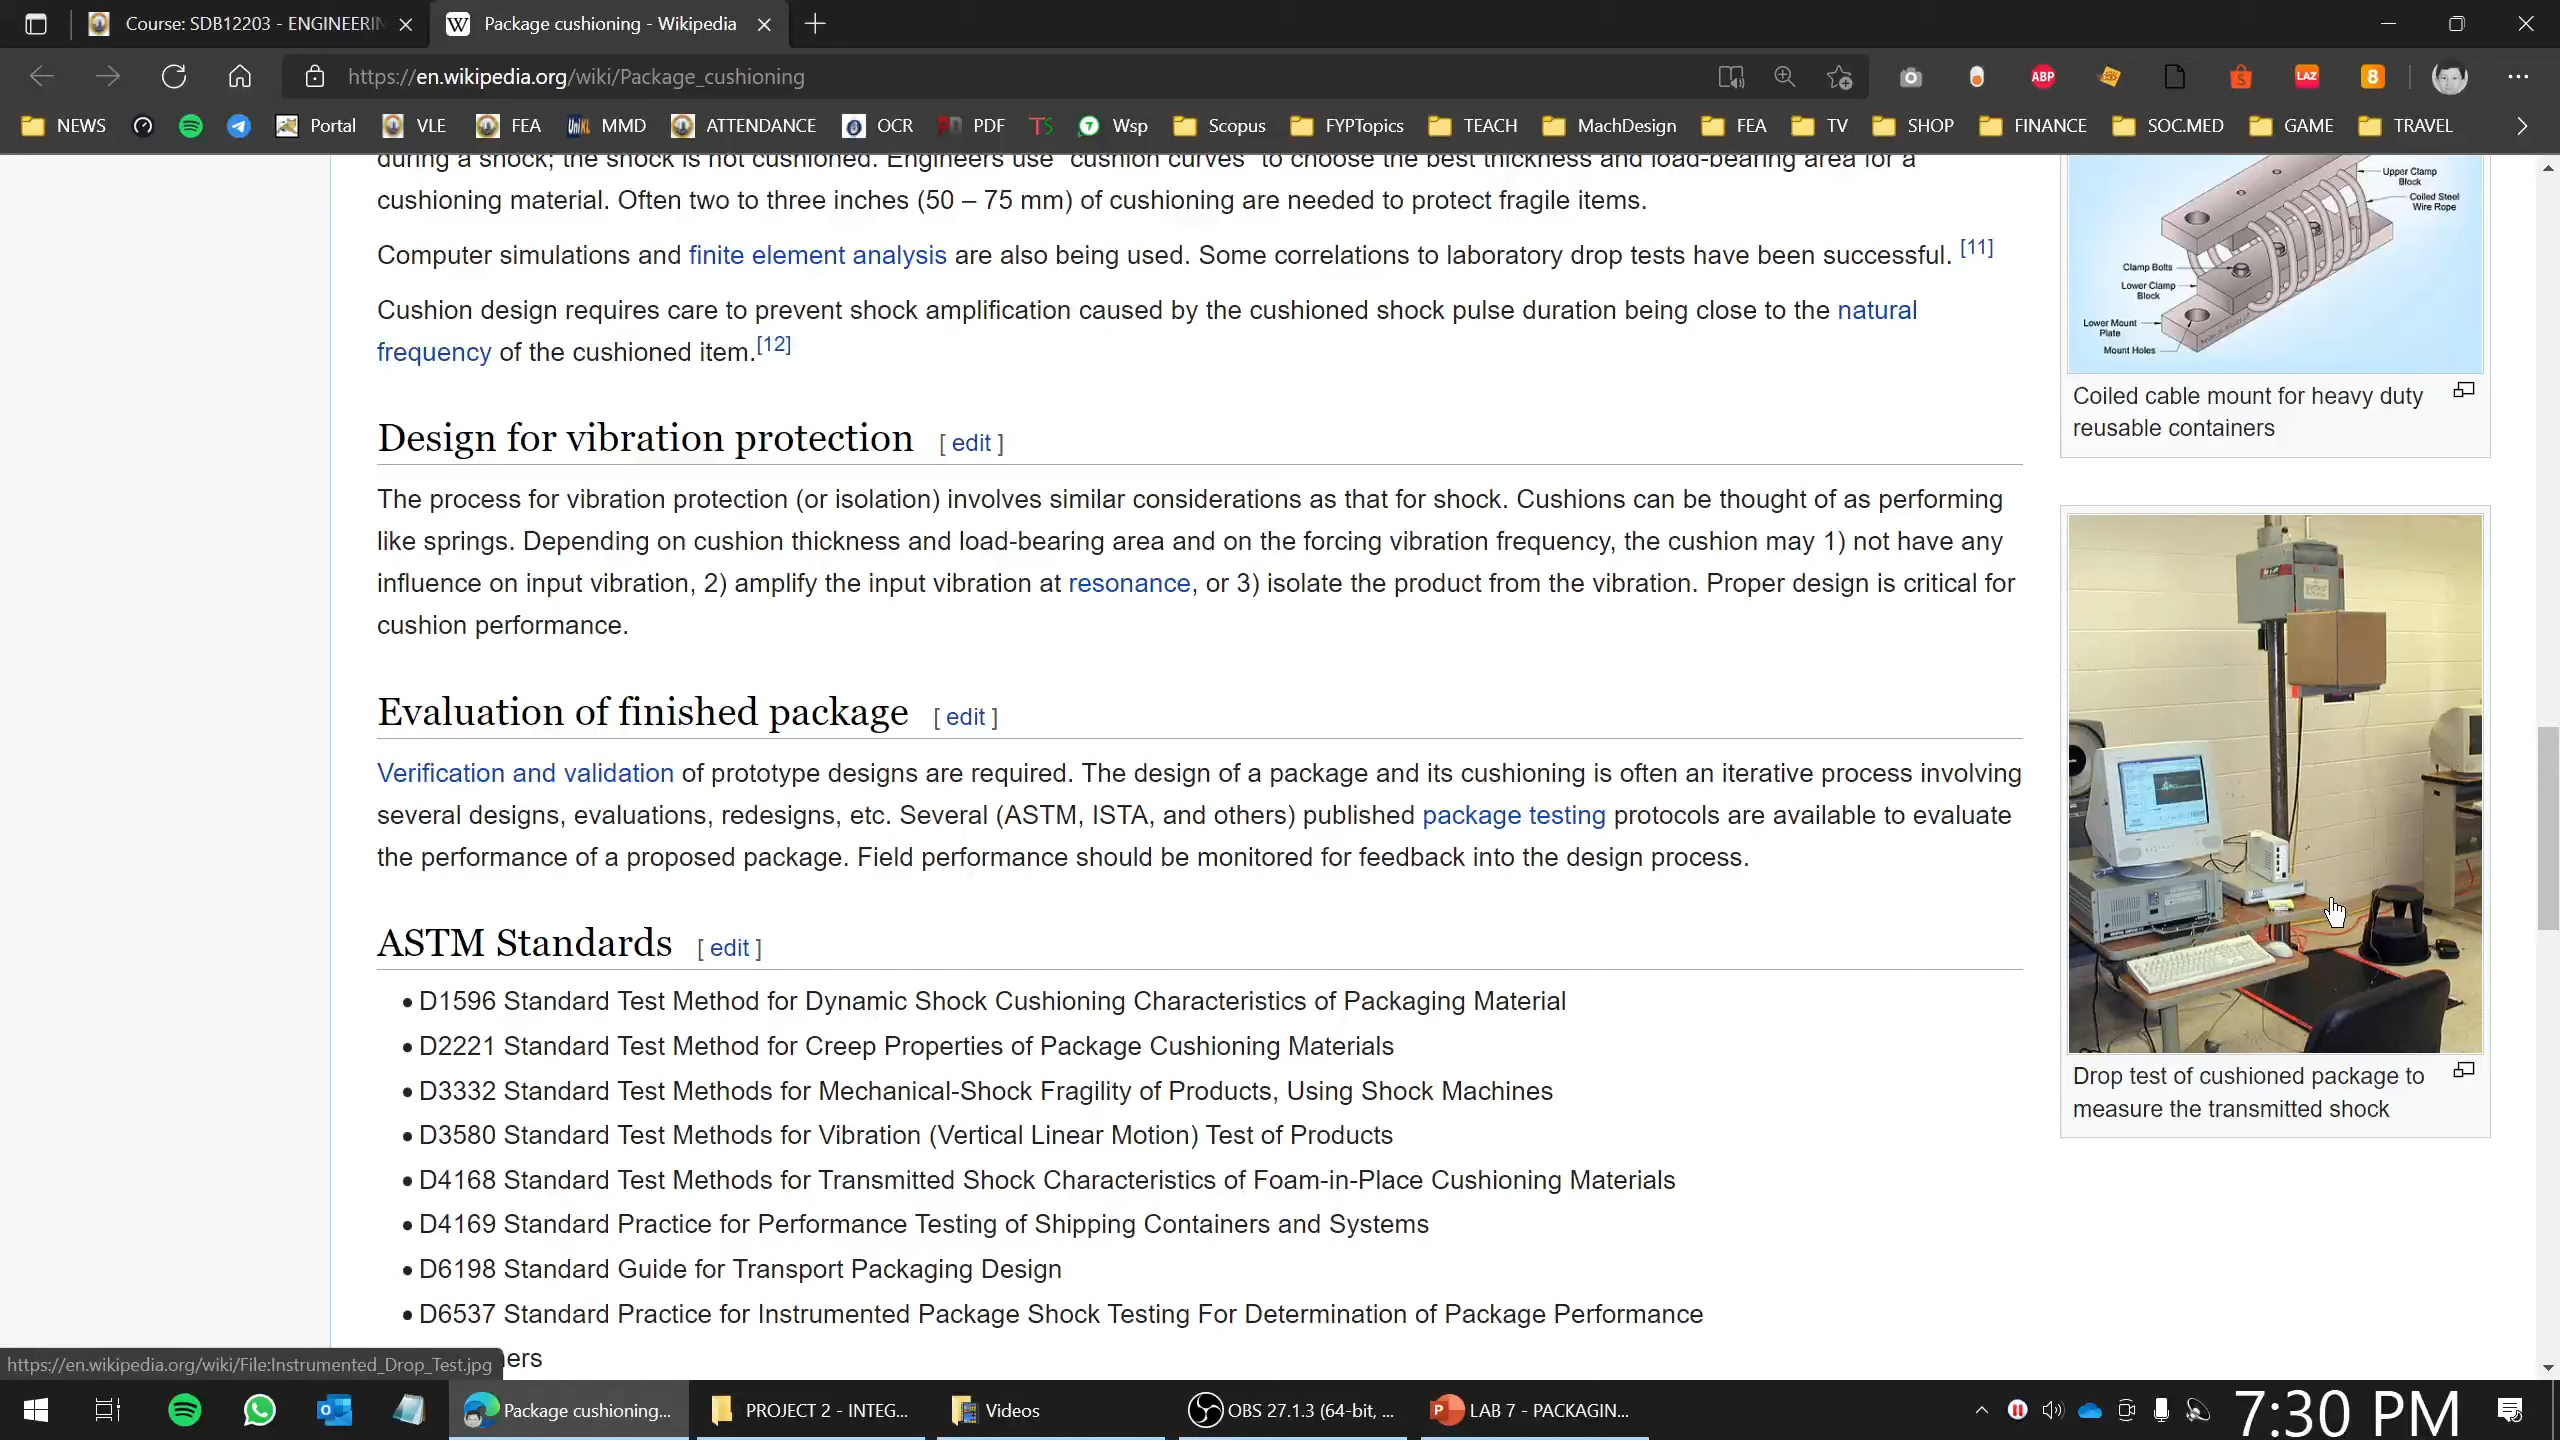 Course: SDB12203 - ENGINEERIN
Package cushioning - Wikipedia
https://en.wikipedia.org/wiki/Package_cushioning
ABP
LAZ
8
NEWS
Portal
VLE
FEA
MMD
ATTENDANCE
OCR
PDF
TS
Wsp
Scopus
FYPTopics
TEACH
MachDesign
FEA
TV
SHOP
FINANCE
SOC.MED
GAME
TRAVEL
during a shock; the shock is not cushioned. Engineers use "cushion curves" to choose the best thickness and load-bearing area for a
cushioning material. Often two to three inches (50 – 75 mm) of cushioning are needed to protect fragile items.
Computer simulations and finite element analysis are also being used. Some correlations to laboratory drop tests have been successful. [11]
Cushion design requires care to prevent shock amplification caused by the cushioned shock pulse duration being close to the natural
frequency of the cushioned item.[12]
Design for vibration protection [ edit ]
The process for vibration protection (or isolation) involves similar considerations as that for shock. Cushions can be thought of as performing
like springs. Depending on cushion thickness and load-bearing area and on the forcing vibration frequency, the cushion may 1) not have any
influence on input vibration, 2) amplify the input vibration at resonance, or 3) isolate the product from the vibration. Proper design is critical for
cushion performance.
Evaluation of finished package [ edit ]
Verification and validation of prototype designs are required. The design of a package and its cushioning is often an iterative process involving
several designs, evaluations, redesigns, etc. Several (ASTM, ISTA, and others) published package testing protocols are available to evaluate
the performance of a proposed package. Field performance should be monitored for feedback into the design process.
ASTM Standards [ edit ]
• D1596 Standard Test Method for Dynamic Shock Cushioning Characteristics of Packaging Material
• D2221 Standard Test Method for Creep Properties of Package Cushioning Materials
• D3332 Standard Test Methods for Mechanical-Shock Fragility of Products, Using Shock Machines
• D3580 Standard Test Methods for Vibration (Vertical Linear Motion) Test of Products
• D4168 Standard Test Methods for Transmitted Shock Characteristics of Foam-in-Place Cushioning Materials
• D4169 Standard Practice for Performance Testing of Shipping Containers and Systems
• D6198 Standard Guide for Transport Packaging Design
• D6537 Standard Practice for Instrumented Package Shock Testing For Determination of Package Performance
ers
Upper Clamp
Block
Coiled Steel
Wire Rope
Clamp Bolts
Lower Clamp
Block
Lower Mount
Plate
Mount Holes
Coiled cable mount for heavy duty
reusable containers
Drop test of cushioned package to
measure the transmitted shock
https://en.wikipedia.org/wiki/File:Instrumented_Drop_Test.jpg
Package cushioning...
PROJECT 2 - INTEG...
Videos
OBS 27.1.3 (64-bit, ...
LAB 7 - PACKAGIN...
7:30 PM